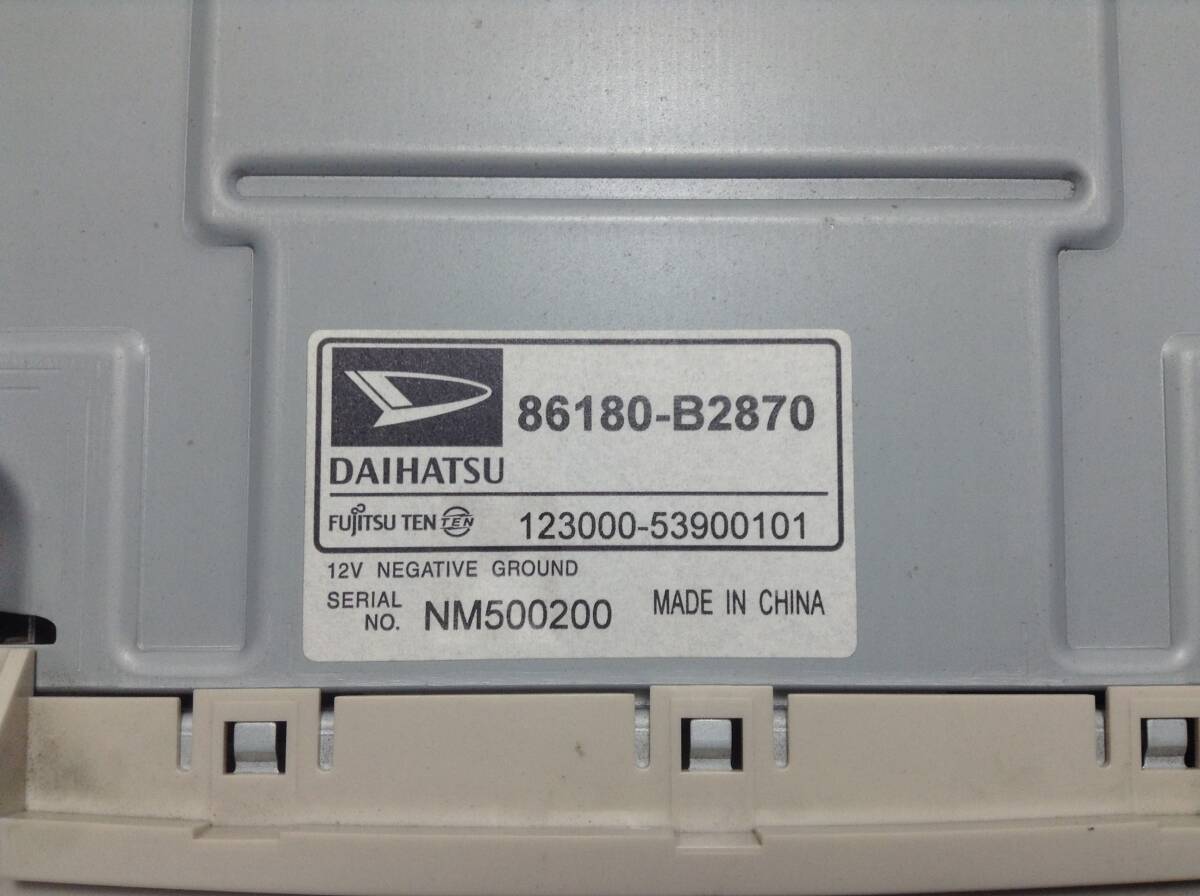 86180-B2870
DAIHATSU
FUJITSU TEN TEN 123000-53900101
12V NEGATIVE GROUND
SERIAL NO. NM500200 MADE IN CHINA